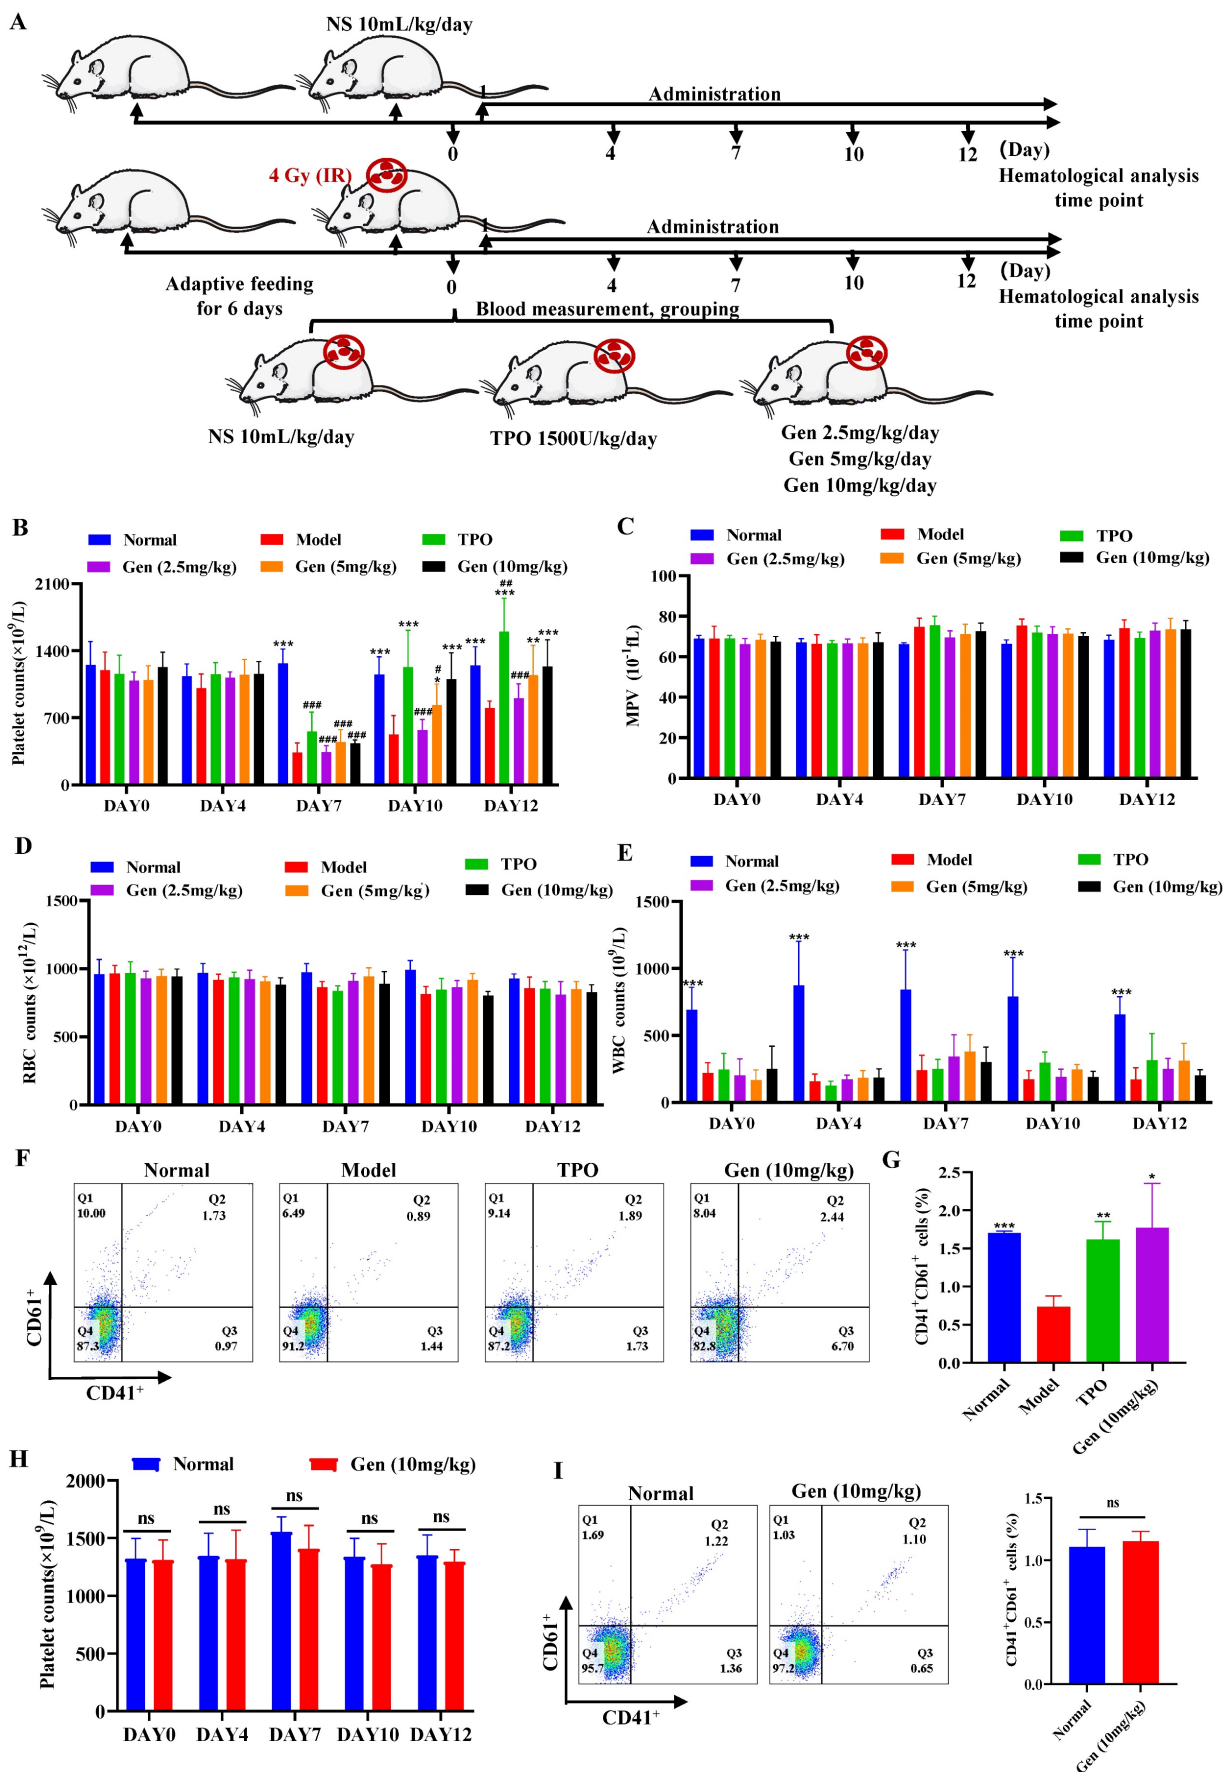 A
NS 10mL/kg/day
1
Administration
0 4 7 10 12 (Day)
Hematological analysis
time point
4 Gy (IR)
1
Administration
0 4 7 10 12 (Day)
Hematological analysis
time point
Adaptive feeding
for 6 days
Blood measurement, grouping
NS 10mL/kg/day
TPO 1500U/kg/day
Gen 2.5mg/kg/day
Gen 5mg/kg/day
Gen 10mg/kg/day
B
Normal Model TPO
Gen (2.5mg/kg) Gen (5mg/kg) Gen (10mg/kg)
Platelet counts(×10⁹/L)
2100
1400
700
0
*** ### ### ### ###
*** *** ### # * ***
*** ## *** ### ** ***
DAY0 DAY4 DAY7 DAY10 DAY12
C
Normal Model TPO
Gen (2.5mg/kg) Gen (5mg/kg) Gen (10mg/kg)
MPV (10⁻¹fL)
100
80
60
40
20
0
DAY0 DAY4 DAY7 DAY10 DAY12
D
Normal Model TPO
Gen (2.5mg/kg) Gen (5mg/kg) Gen (10mg/kg)
RBC counts (×10¹²/L)
1500
1000
500
0
DAY0 DAY4 DAY7 DAY10 DAY12
E
Normal Model TPO
Gen (2.5mg/kg) Gen (5mg/kg) Gen (10mg/kg)
WBC counts (10⁹/L)
1500
1000
500
0
*** *** *** *** ***
DAY0 DAY4 DAY7 DAY10 DAY12
F
Normal Model TPO Gen (10mg/kg)
Q1 10.00 Q2 1.73
Q4 87.3 Q3 0.97
Q1 6.49 Q2 0.89
Q4 91.2 Q3 1.44
Q1 9.14 Q2 1.89
Q4 87.2 Q3 1.73
Q1 8.04 Q2 2.44
Q4 82.8 Q3 6.70
CD61⁺
CD41⁺
G
CD41⁺CD61⁺ cells (%)
2.5
2.0
1.5
1.0
0.5
0.0
*** ** *
Normal Model TPO Gen (10mg/kg)
H
Normal Gen (10mg/kg)
Platelet counts(×10⁹/L)
2000
1500
1000
500
0
ns ns ns ns ns
DAY0 DAY4 DAY7 DAY10 DAY12
I
Normal Gen (10mg/kg)
Q1 1.69 Q2 1.22
Q4 95.7 Q3 1.36
Q1 1.03 Q2 1.10
Q4 97.2 Q3 0.65
CD61⁺
CD41⁺
CD41⁺CD61⁺ cells (%)
1.5
1.0
0.5
0.0
ns
Normal Gen (10mg/kg)